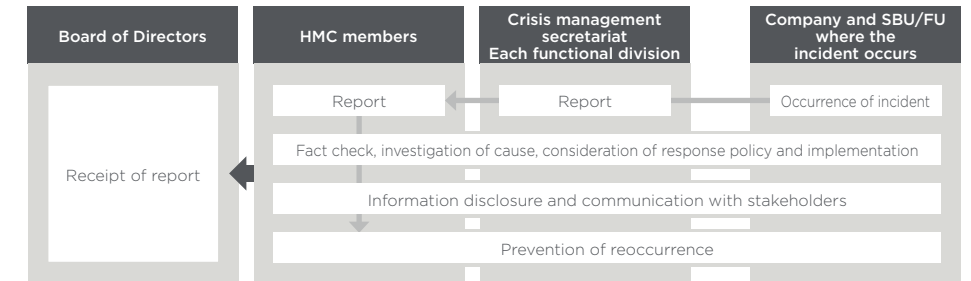 Board of Directors
HMC members
Crisis management
secretariat
Each functional division
Company and SBU/FU
where the
incident occurs
Report
Report
Occurrence of incident
Fact check, investigation of cause, consideration of response policy and implementation
Receipt of report
Information disclosure and communication with stakeholders
Prevention of reoccurrence